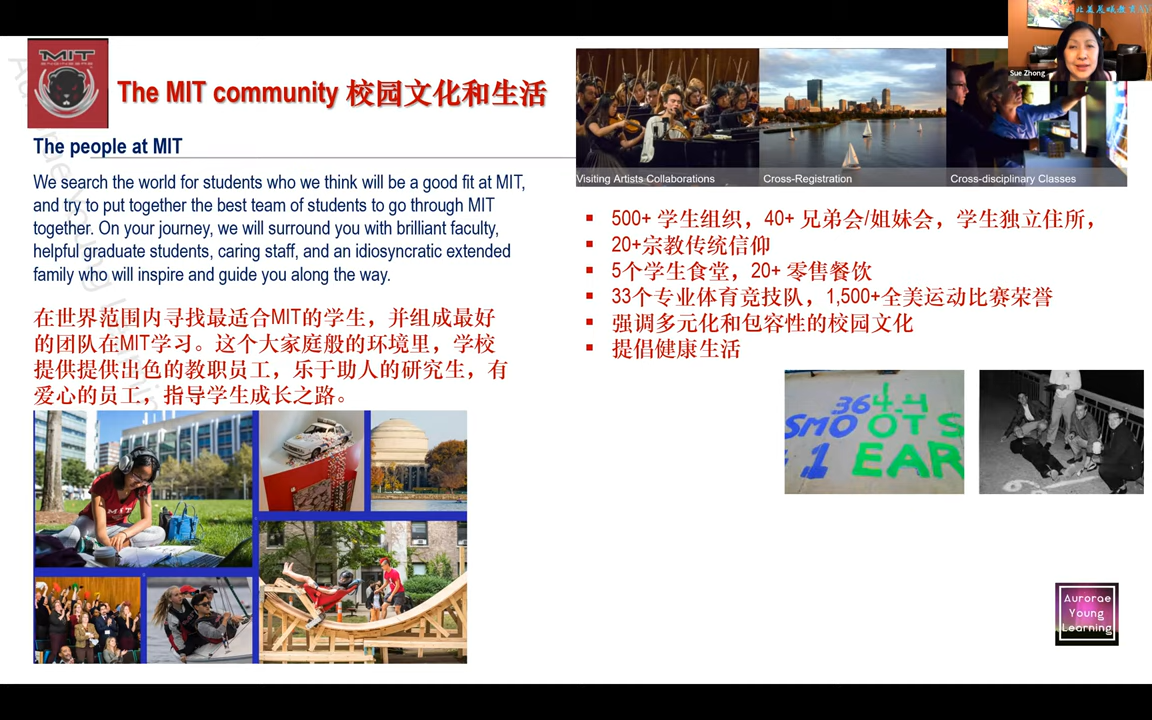 北美晨曦教育
Sue Zhong
MIT
ENGINEERS
The MIT community 校园文化和生活
The people at MIT
We search the world for students who we think will be a good fit at MIT,
and try to put together the best team of students to go through MIT
together. On your journey, we will surround you with brilliant faculty,
helpful graduate students, caring staff, and an idiosyncratic extended
family who will inspire and guide you along the way.
在世界范围内寻找最适合MIT的学生，并组成最好
的团队在MIT学习。这个大家庭般的环境里，学校
提供提供出色的教职员工，乐于助人的研究生，有
爱心的员工，指导学生成长之路。
MIT
Visiting Artists Collaborations
Cross-Registration
Cross-disciplinary Classes
▪ 500+ 学生组织，40+ 兄弟会/姐妹会，学生独立住所，
▪ 20+宗教传统信仰
▪ 5个学生食堂，20+ 零售餐饮
▪ 33个专业体育竞技队，1,500+全美运动比赛荣誉
▪ 强调多元化和包容性的校园文化
▪ 提倡健康生活
364.4
SMOOTS
1 EAR
Aurorae
Young
Learning